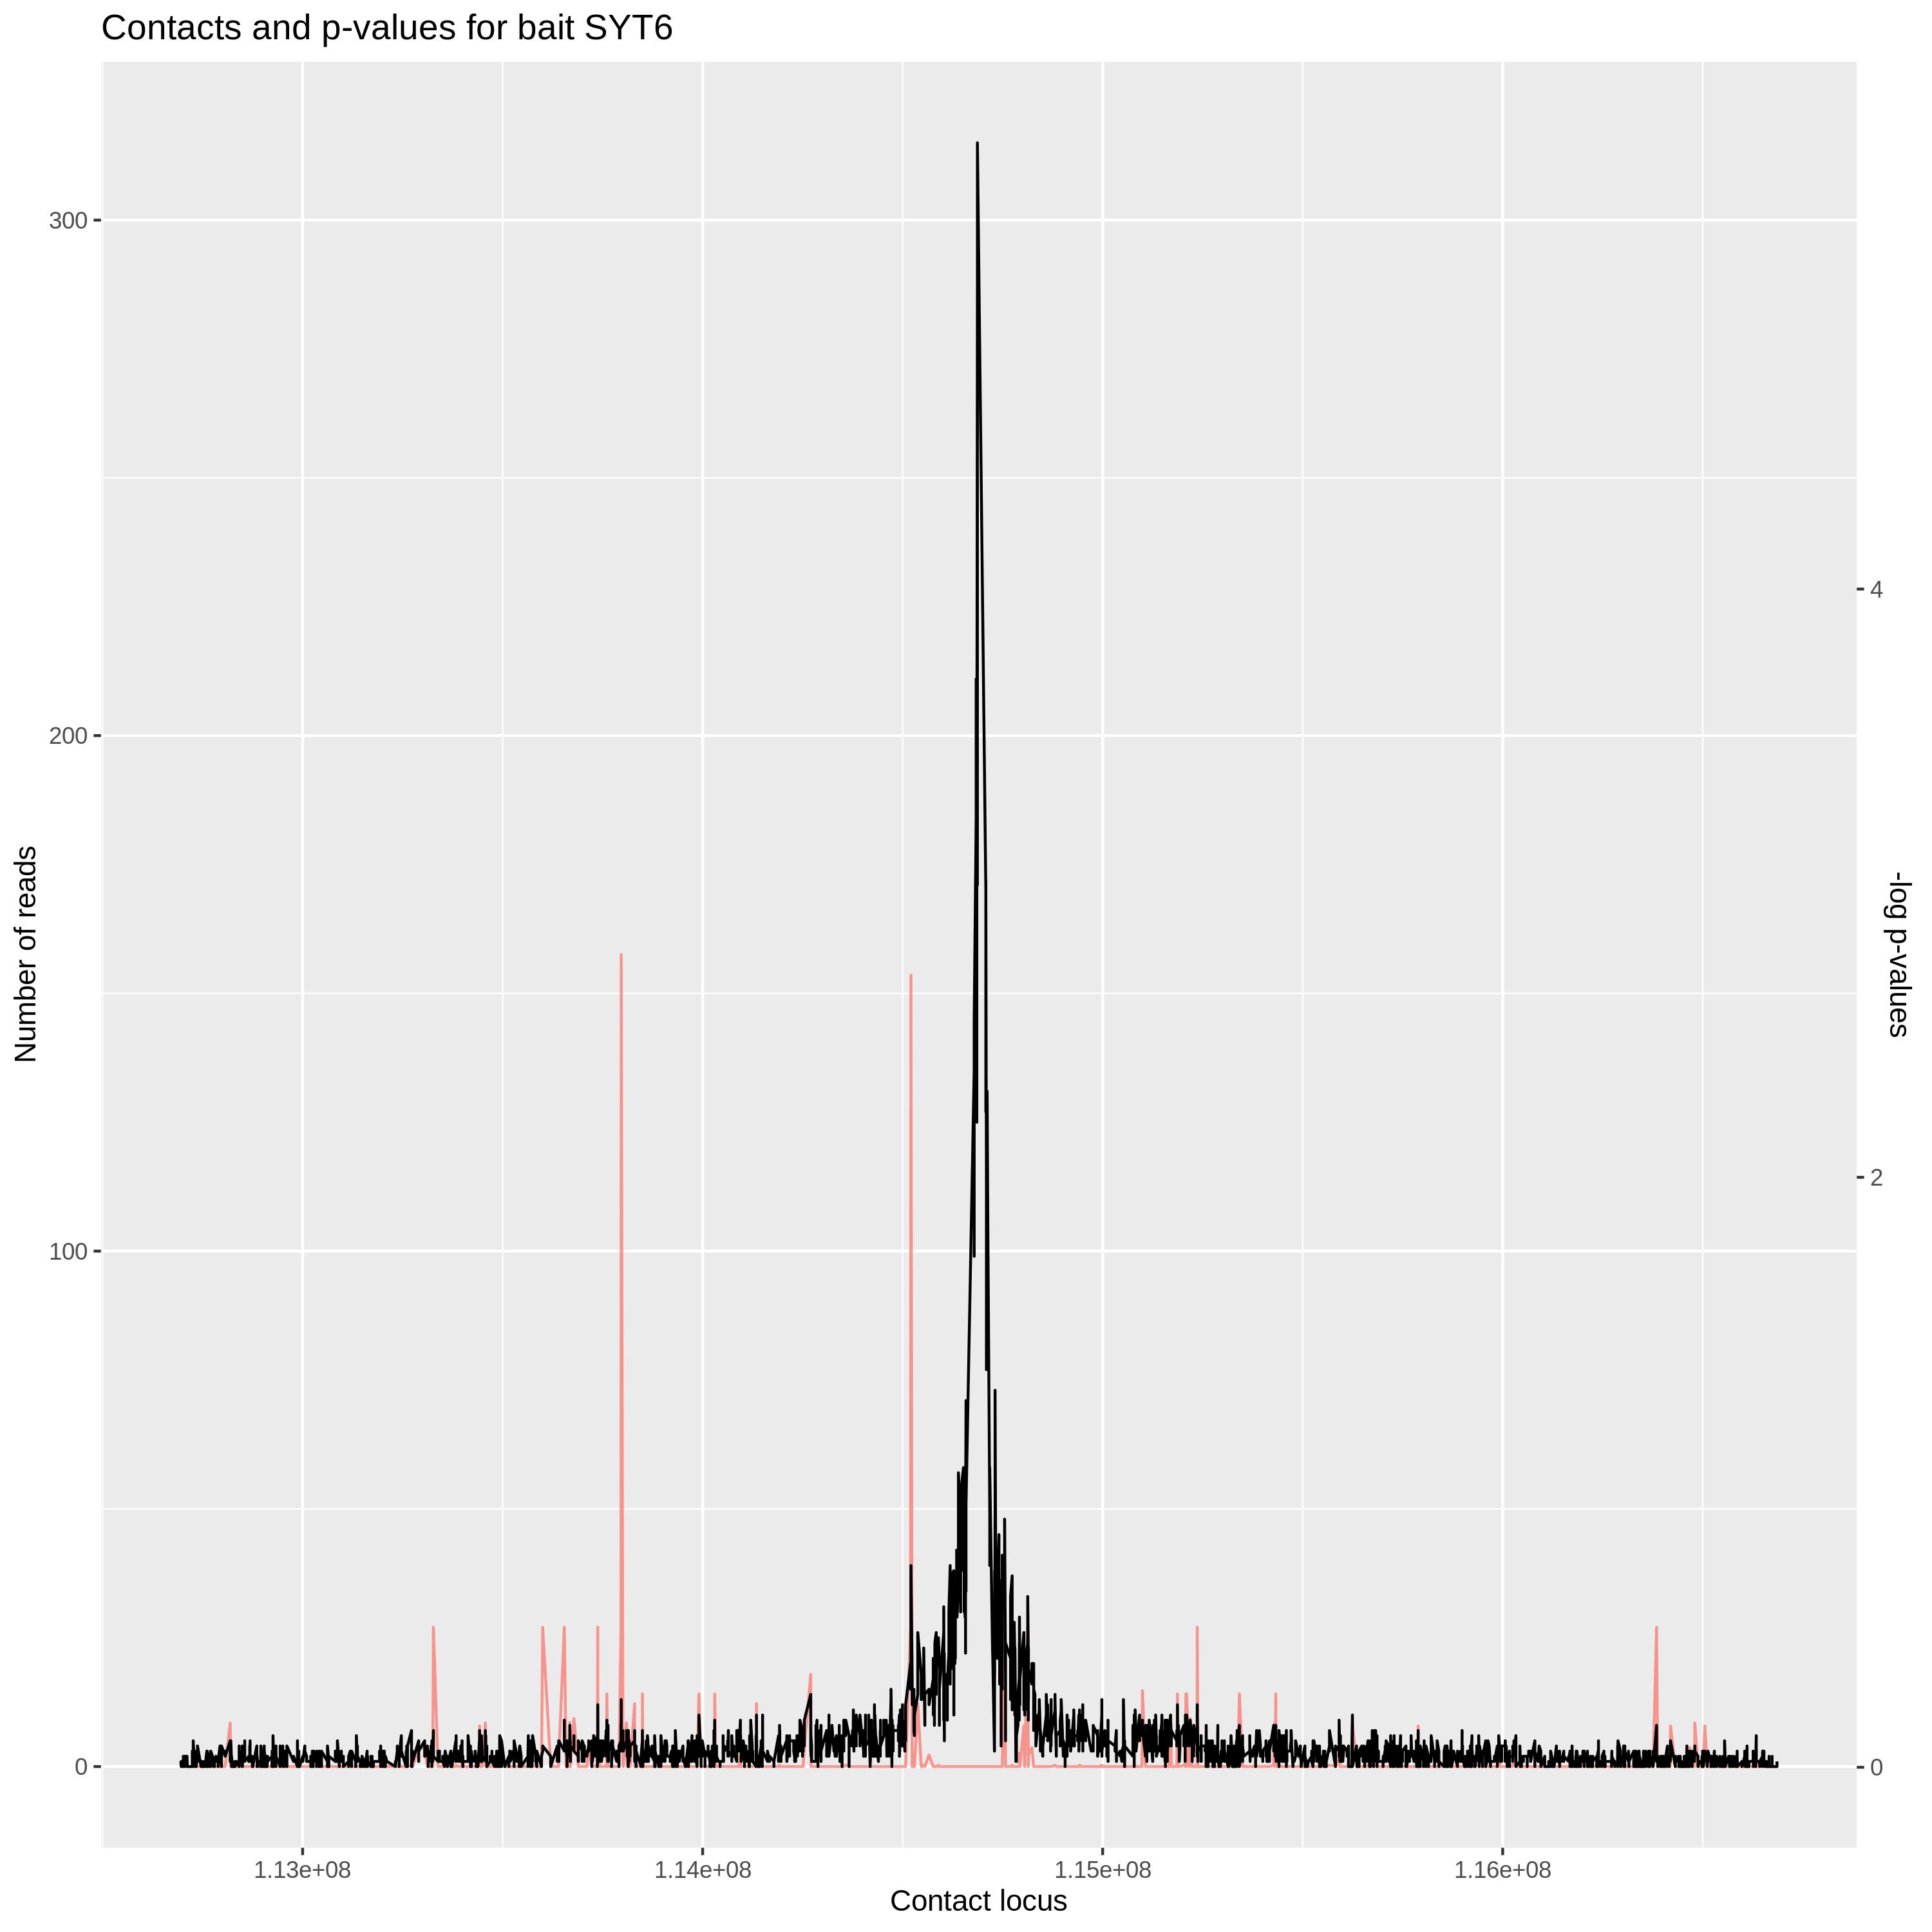 Contacts and p-values for bait SYT6
300
200
100
0
Number of reads
4
2
0
-log p-values
1.13e+08
1.14e+08
1.15e+08
1.16e+08
Contact locus